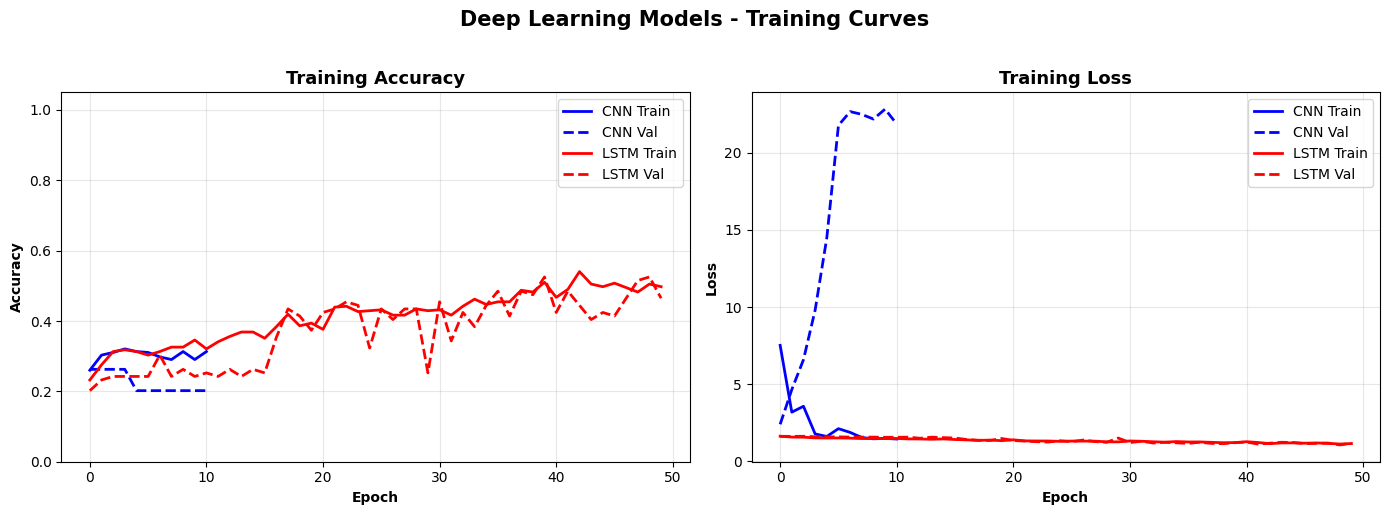 Deep Learning Models - Training Curves
Training Accuracy
1.0
0.8
0.6
0.4
0.2
0.0
Accuracy
0
10
20
30
40
50
Epoch
CNN Train
CNN Val
LSTM Train
LSTM Val
Training Loss
20
15
10
5
0
Loss
0
10
20
30
40
50
Epoch
CNN Train
CNN Val
LSTM Train
LSTM Val